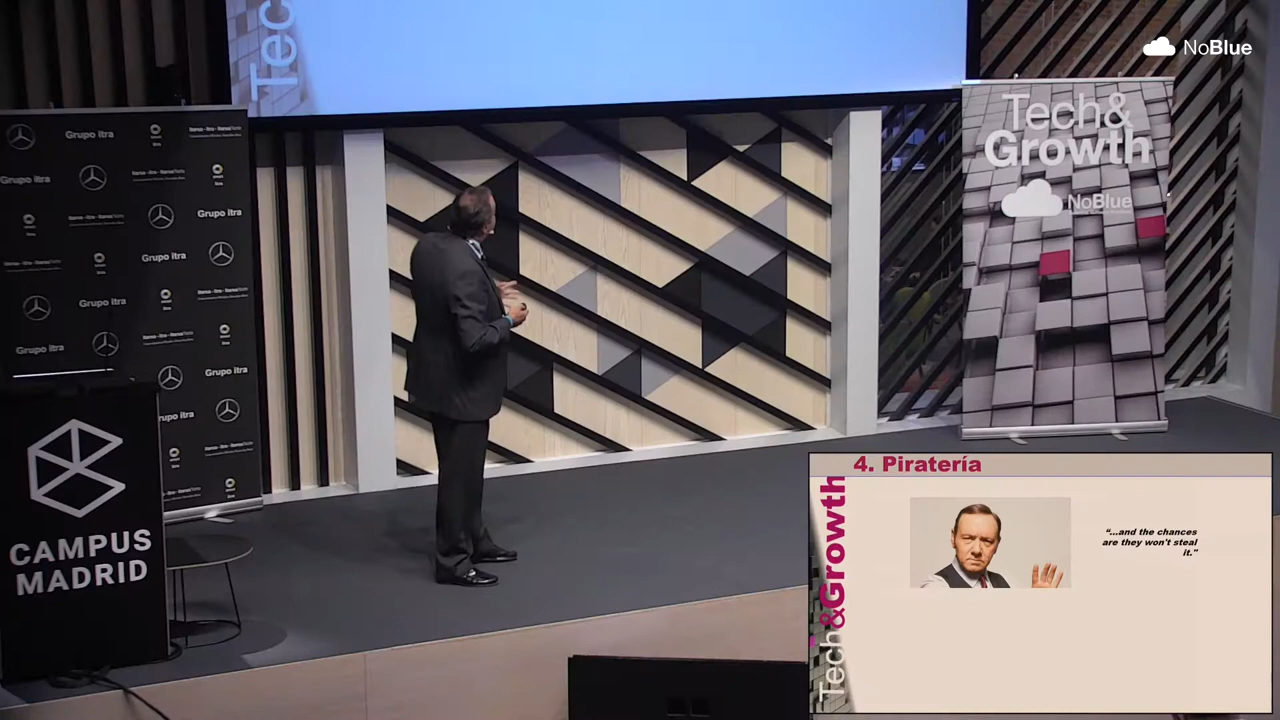 Tec
NoBlue
Tech&
Growth
NoBlue
Grupo itra
Grupo itra
Grupo itra
Grupo itra
Grupo itra
Grupo itra
Grupo itra
Grupo itra
CAMPUS
MADRID
4. Piratería
Tech&Growth
“...and the chances
are they won't steal
it.”